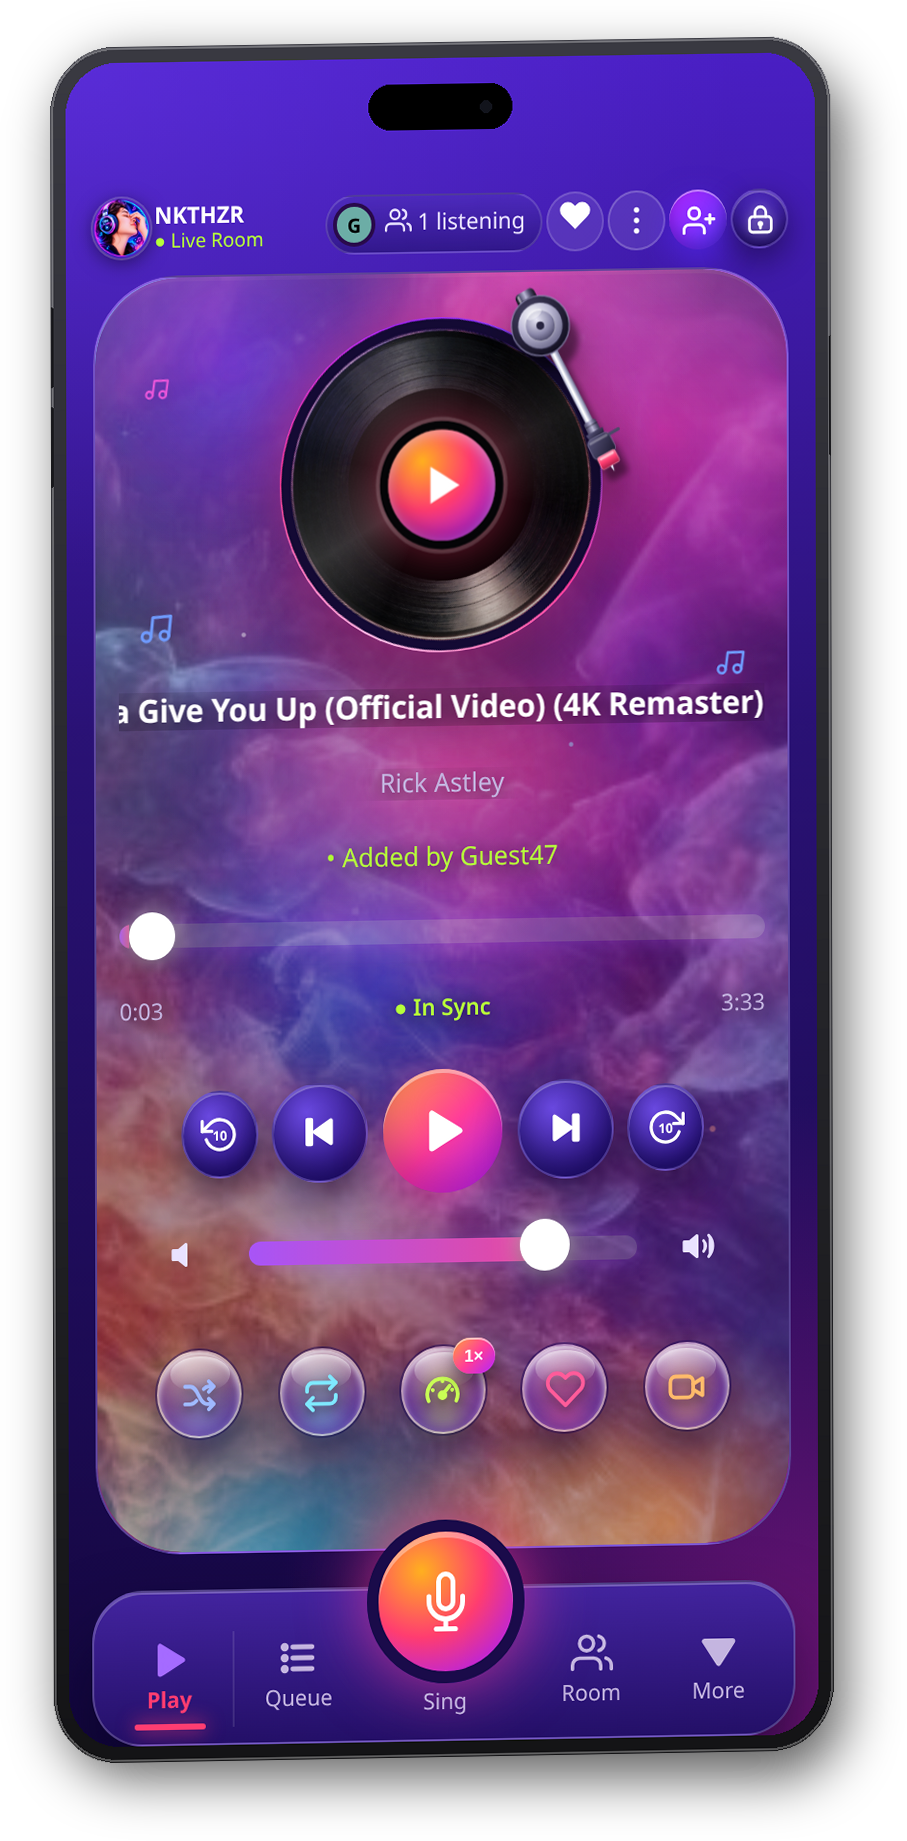 NKTHZR
• Live Room
G
1 listening
a Give You Up (Official Video) (4K Remaster)
Rick Astley
• Added by Guest47
0:03
• In Sync
3:33
10
10
1×
Play
Queue
Sing
Room
More